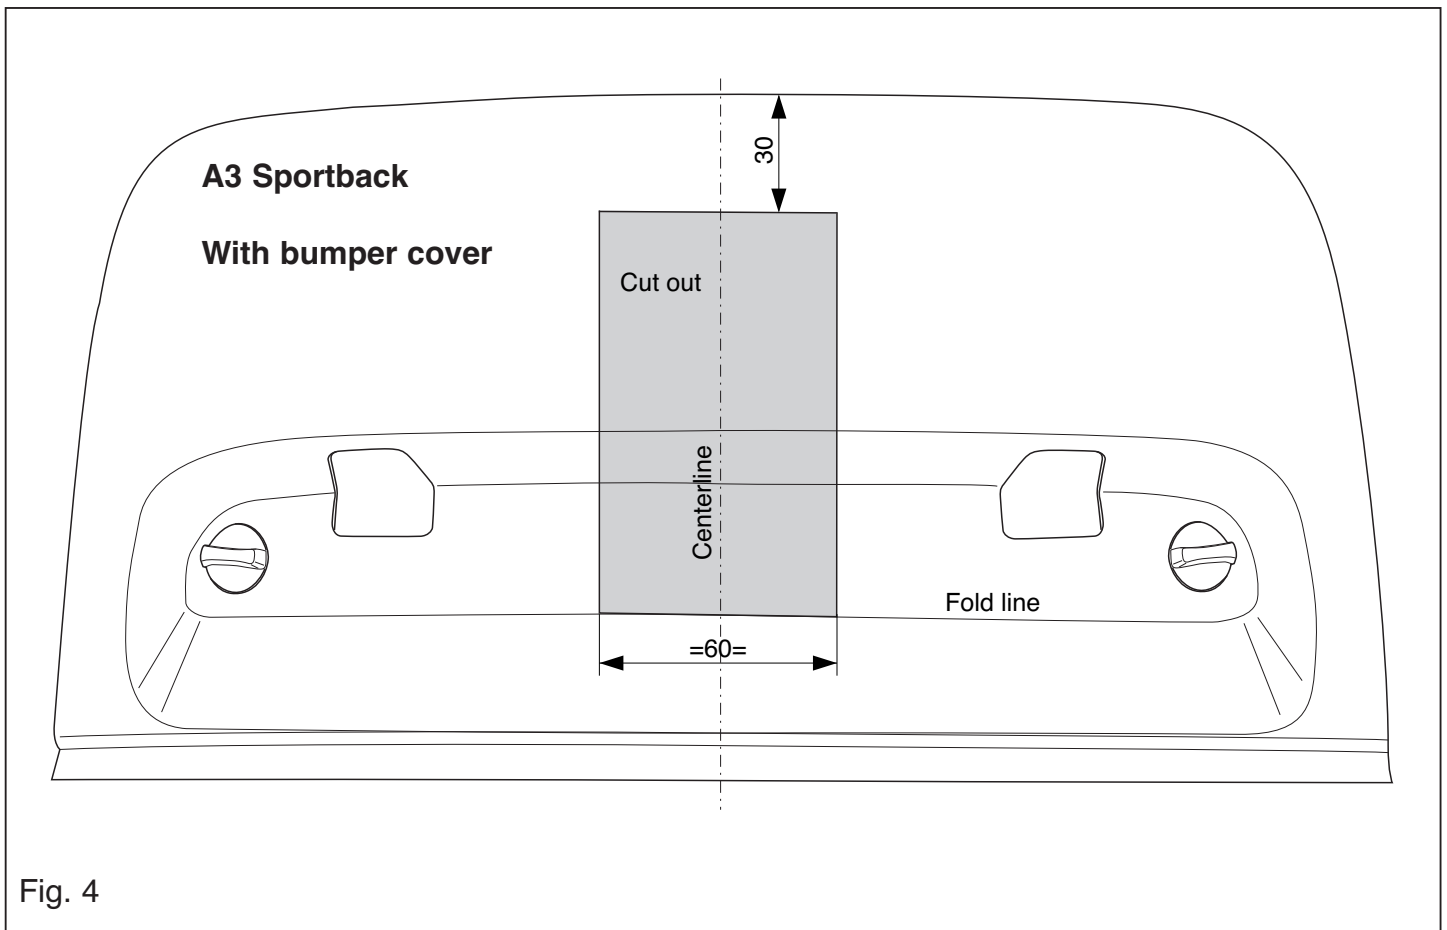 30
A3 Sportback
With bumper cover
Cut out
Centerline
Fold line
=60=
Fig. 4